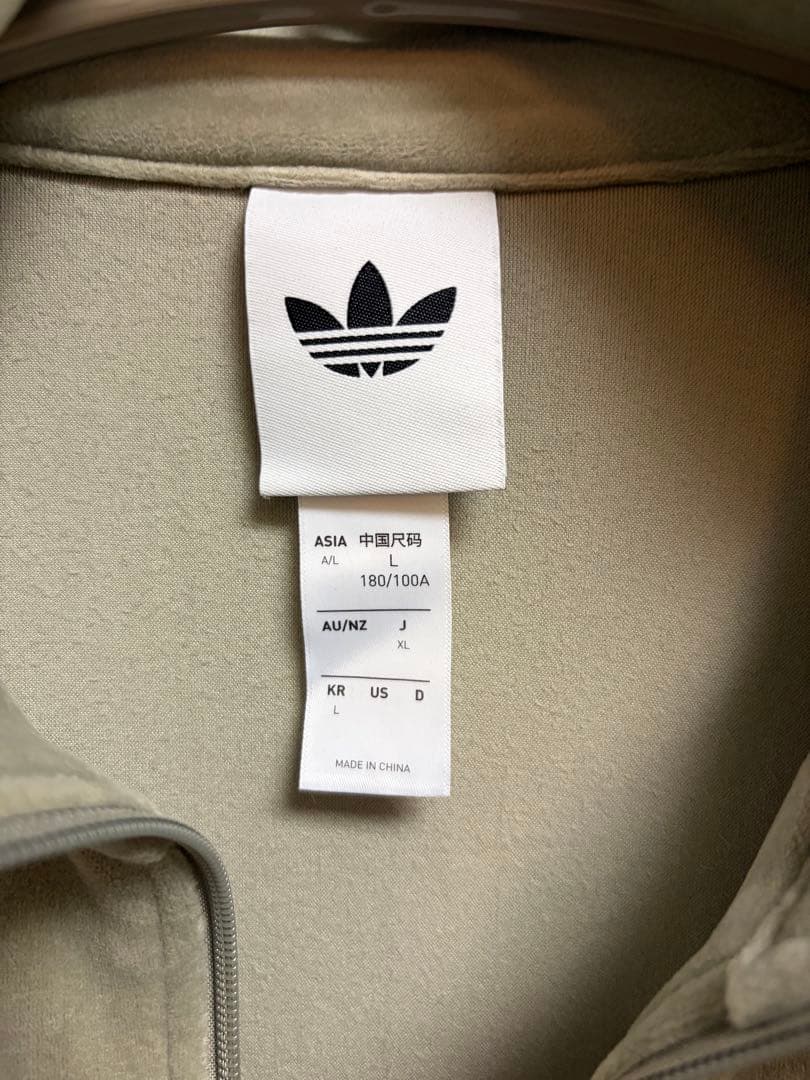 ASIA 中国尺码
A/L L
180/100A
AU/NZ J
XL
KR US D
L
MADE IN CHINA